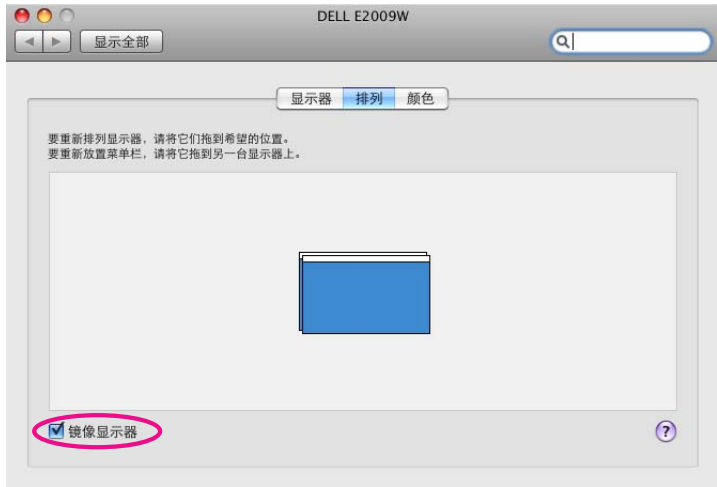 DELL E2009W
显示全部
显示器 排列 颜色
要重新排列显示器，请将它们拖到希望的位置。
要重新放置菜单栏，请将它拖到另一台显示器上。
镜像显示器
?